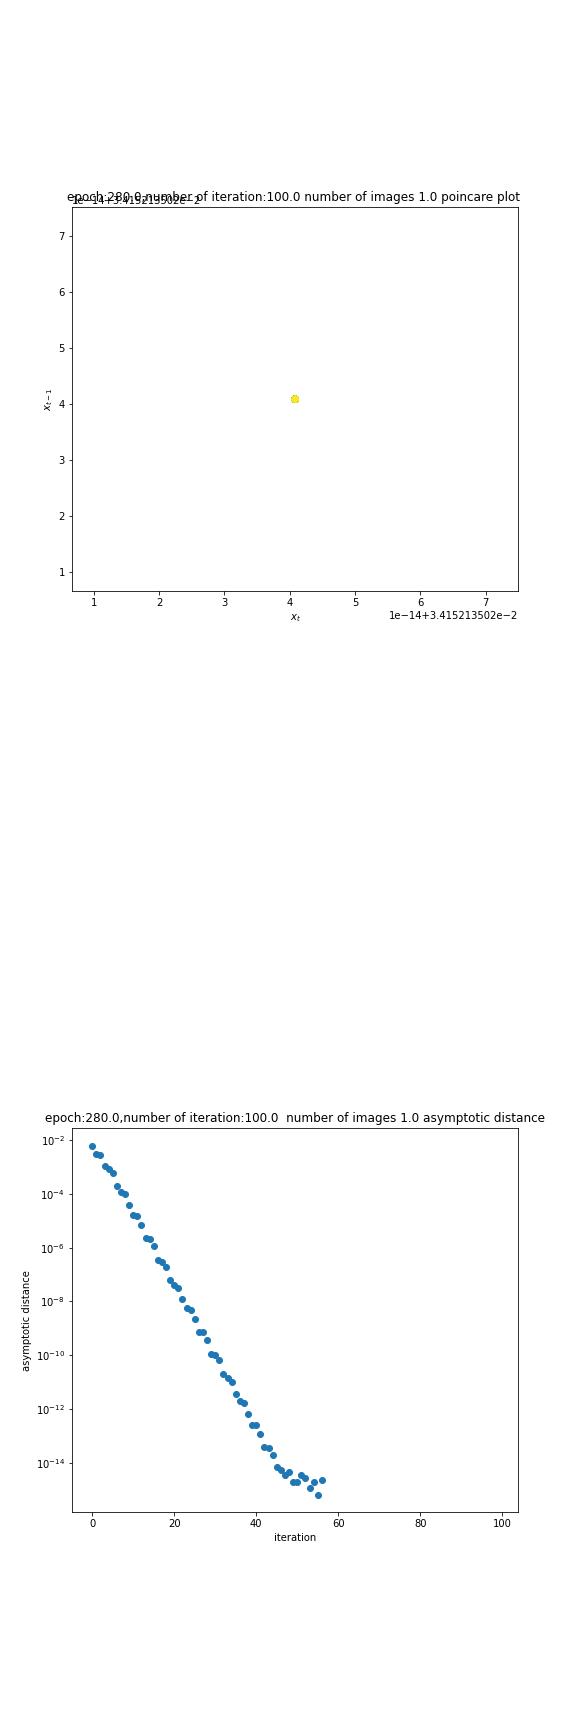 epoch:280.0,number of iteration:100.0 number of images 1.0 poincare plot
1e−14+3.415213502e−2
7
6
5
4
3
2
1
x_{t−1}
1 2 3 4 5 6 7
x_t
1e−14+3.415213502e−2
epoch:280.0,number of iteration:100.0  number of images 1.0 asymptotic distance
10^{−2}
10^{−4}
10^{−6}
10^{−8}
10^{−10}
10^{−12}
10^{−14}
asymptotic distance
0 20 40 60 80 100
iteration